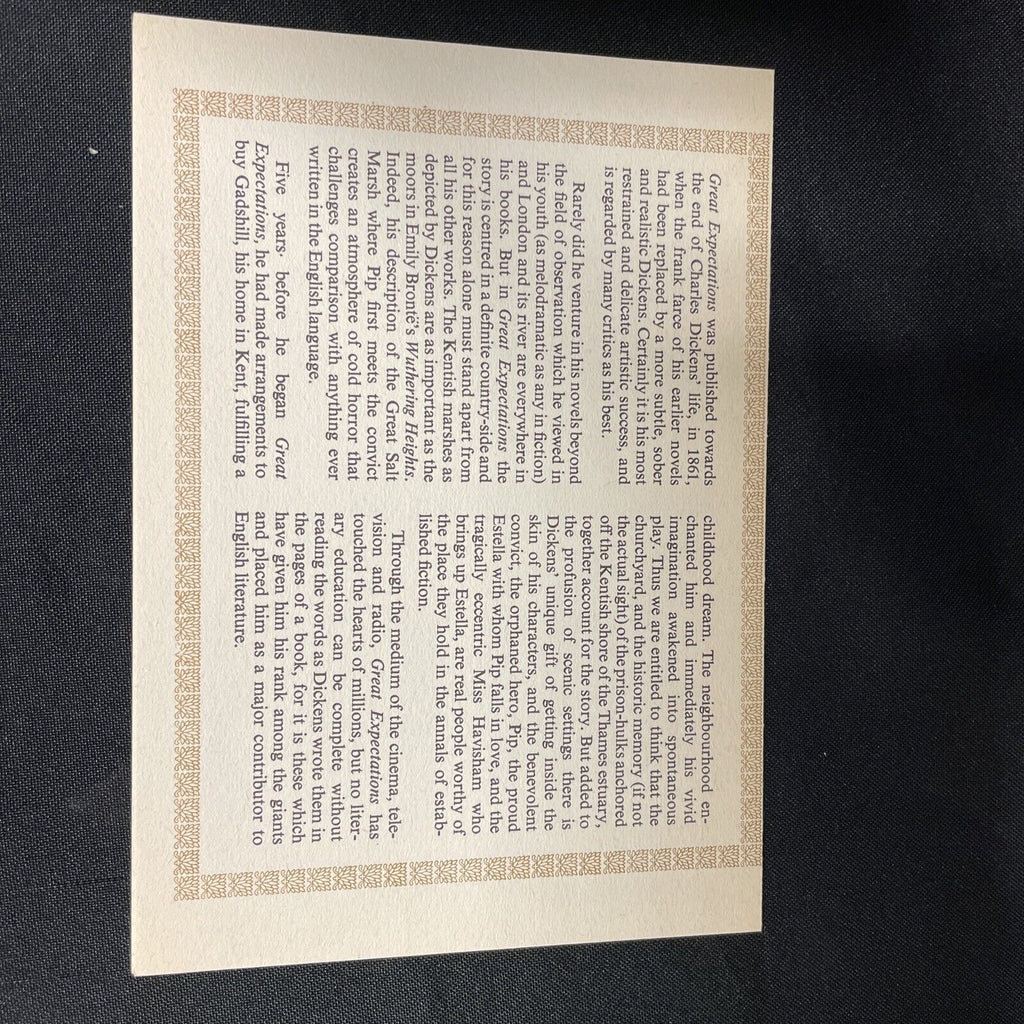 Great Expectations was published towards
the end of Charles Dickens' life, in 1861,
when the frank farce of his earlier novels
had been replaced by a more subtle, sober
and realistic Dickens. Certainly it is his most
restrained and delicate artistic success, and
is regarded by many critics as his best.
Rarely did he venture in his novels beyond
the field of observation which he viewed in
his youth (as melodramatic as any in fiction)
and London and its river are everywhere in
his books. But in Great Expectations the
story is centred in a definite country-side and
for this reason alone must stand apart from
all his other works. The Kentish marshes as
depicted by Dickens are as important as the
moors in Emily Brontë's Wuthering Heights.
Indeed, his description of the Great Salt
Marsh where Pip first meets the convict
creates an atmosphere of cold horror that
challenges comparison with anything ever
written in the English language.
Five years before he began Great
Expectations, he had made arrangements to
buy Gadshill, his home in Kent, fulfilling a
childhood dream. The neighbourhood en-
chanted him and immediately his vivid
imagination awakened into spontaneous
play. Thus we are entitled to think that the
churchyard, and the historic memory (if not
the actual sight) of the prison-hulks anchored
off the Kentish shore of the Thames estuary,
together account for the story. But added to
the profusion of scenic settings there is
Dickens' unique gift of getting inside the
skin of his characters, and the benevolent
convict, the orphaned hero, Pip, the proud
Estella with whom Pip falls in love, and the
tragically eccentric Miss Havisham who
brings up Estella, are real people worthy of
the place they hold in the annals of estab-
lished fiction.
Through the medium of the cinema, tele-
vision and radio, Great Expectations has
touched the hearts of millions, but no liter-
ary education can be complete without
reading the words as Dickens wrote them in
the pages of a book, for it is these which
have given him his rank among the giants
and placed him as a major contributor to
English literature.